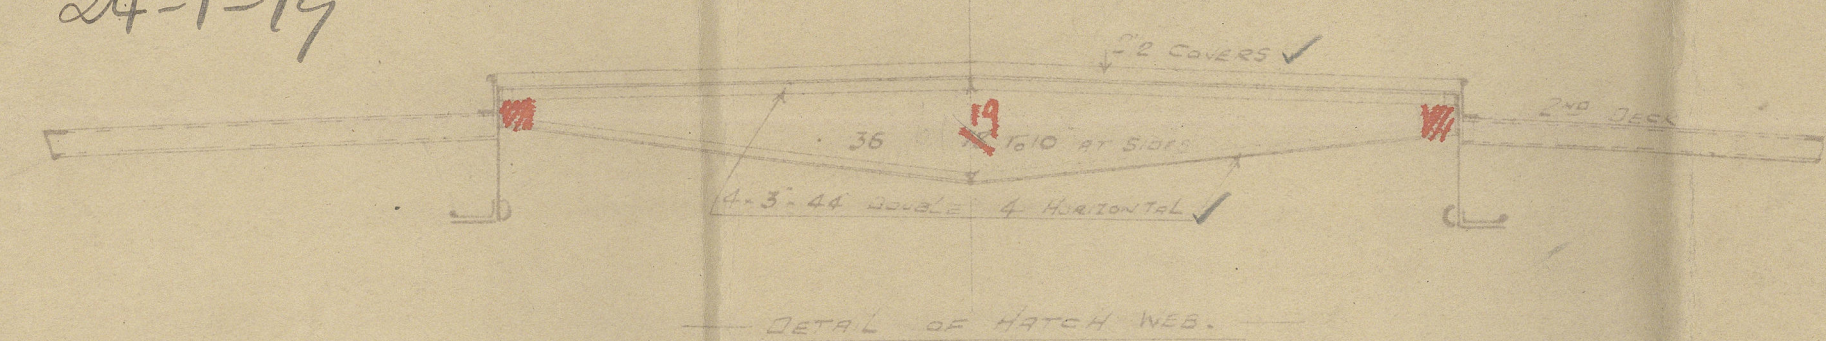 24-1-19
2 COVERS ✓
2ND DECK
36 19 TO 10" AT SIDES
4 - 3 - 44 DOUBLE 4 HORIZONTAL ✓
DETAIL OF HATCH WEB.